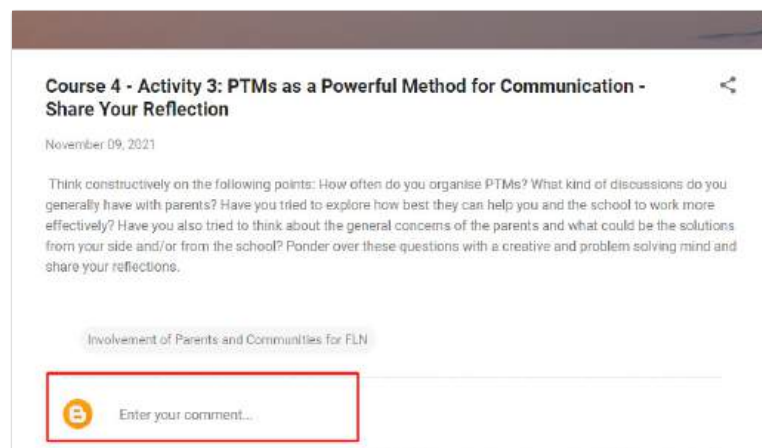 Course 4 - Activity 3: PTMs as a Powerful Method for Communication -
Share Your Reflection
November 09, 2021
Think constructively on the following points: How often do you organise PTMs? What kind of discussions do you
generally have with parents? Have you tried to explore how best they can help you and the school to work more
effectively? Have you also tried to think about the general concerns of the parents and what could be the solutions
from your side and/or from the school? Ponder over these questions with a creative and problem solving mind and
share your reflections.
Involvement of Parents and Communities for FLN
Enter your comment...